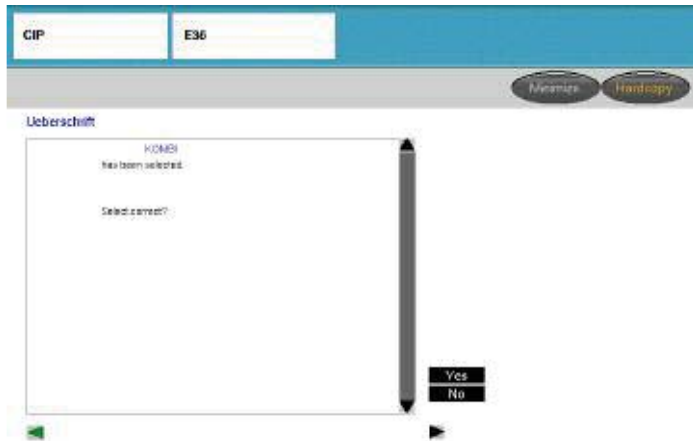 CIP
E36
Minimize
Hardcopy
Ueberschrift
KOMBI
has been selected.
Select correct?
Yes
No